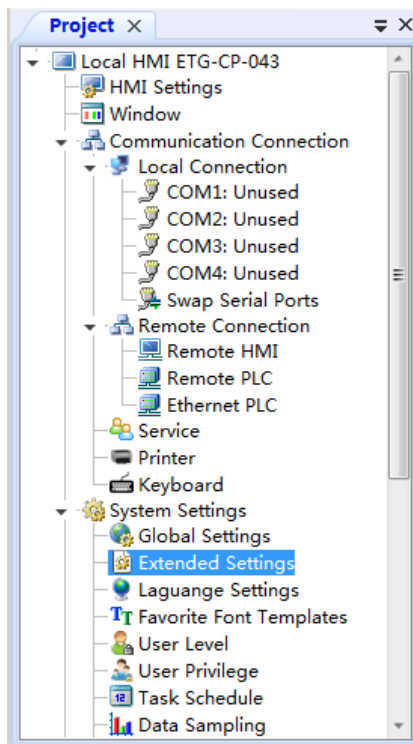 Project
Local HMI ETG-CP-043
HMI Settings
Window
Communication Connection
Local Connection
COM1: Unused
COM2: Unused
COM3: Unused
COM4: Unused
Swap Serial Ports
Remote Connection
Remote HMI
Remote PLC
Ethernet PLC
Service
Printer
Keyboard
System Settings
Global Settings
Extended Settings
Laguange Settings
Favorite Font Templates
User Level
User Privilege
Task Schedule
Data Sampling